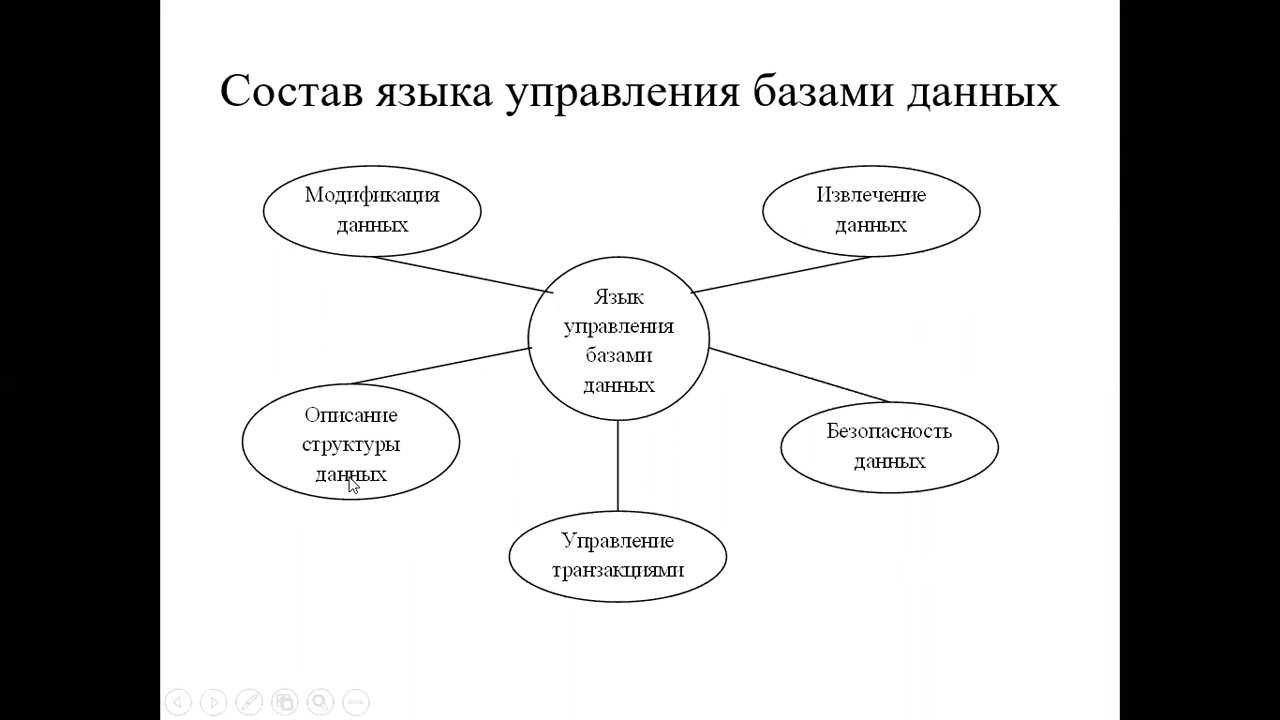 Состав языка управления базами данных
Модификация
данных
Извлечение
данных
Язык
управления
базами
данных
Описание
структуры
данных
Безопасность
данных
Управление
транзакциями